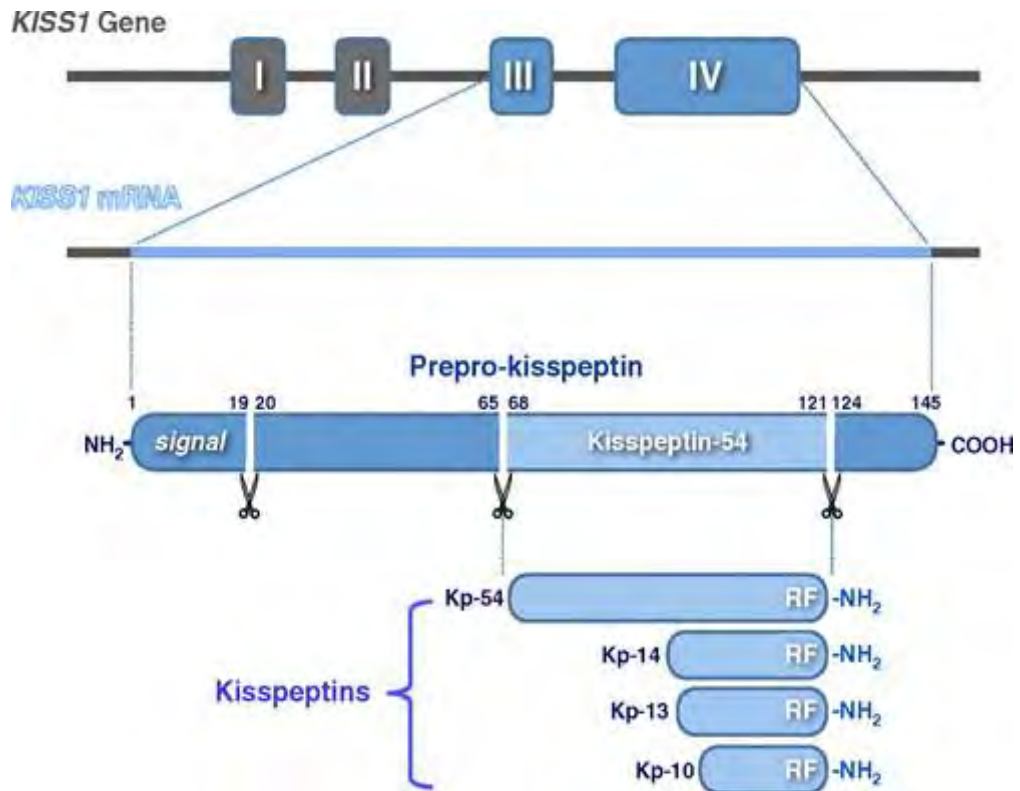 KISS1 Gene
I II III IV
KISS1 mRNA
Prepro-kisspeptin
1 19 20 65 68 121 124 145
NH2 signal Kisspeptin-54 COOH
Kp-54 RF -NH2
Kp-14 RF -NH2
Kisspeptins
Kp-13 RF -NH2
Kp-10 RF -NH2